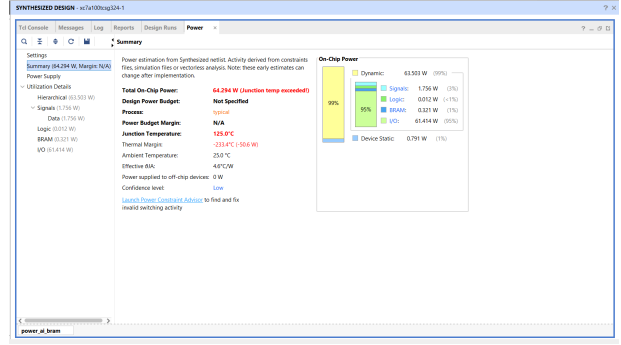 SYNTHESIZED DESIGN - xc7a100tcsg324-1
Tcl Console Messages Log Reports Design Runs Power
Summary
Settings
Summary (64.294 W, Margin: N/A)
Power Supply
Utilization Details
Hierarchical (63.503 W)
Signals (1.756 W)
Data (1.756 W)
Logic (0.012 W)
BRAM (0.321 W)
I/O (61.414 W)
Power estimation from Synthesized netlist. Activity derived from constraints
files, simulation files or vectorless analysis. Note: these early estimates can
change after implementation.
Total On-Chip Power: 64.294 W (Junction temp exceeded!)
Design Power Budget: Not Specified
Process: typical
Power Budget Margin: N/A
Junction Temperature: 125.0°C
Thermal Margin: -233.4°C (-50.6 W)
Ambient Temperature: 25.0 °C
Effective θJA: 4.6°C/W
Power supplied to off-chip devices: 0 W
Confidence level: Low
Launch Power Constraint Advisor to find and fix
invalid switching activity
On-Chip Power
Dynamic: 63.503 W (99%)
Signals: 1.756 W (3%)
Logic: 0.012 W (<1%)
BRAM: 0.321 W (1%)
I/O: 61.414 W (95%)
Device Static: 0.791 W (1%)
99%
95%
power_ai_bram